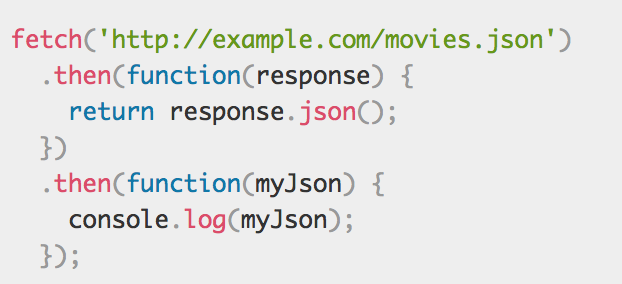 fetch('http://example.com/movies.json')
  .then(function(response) {
    return response.json();
  })
  .then(function(myJson) {
    console.log(myJson);
  });